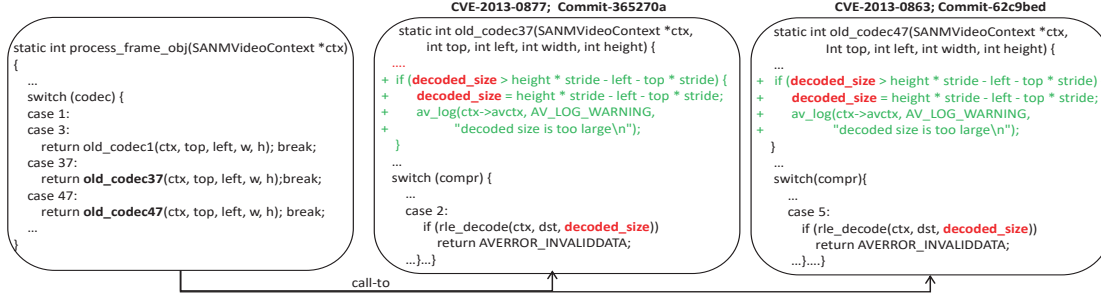 static int process_frame_obj(SANMVideoContext *ctx)
{
...
switch (codec) {
case 1:
case 3:
return old_codec1(ctx, top, left, w, h); break;
case 37:
return old_codec37(ctx, top, left, w, h);break;
case 47:
return old_codec47(ctx, top, left, w, h); break;
...
}
CVE-2013-0877; Commit-365270a
static int old_codec37(SANMVideoContext *ctx,
int top, int left, int width, int height) {
....
+ if (decoded_size > height * stride - left - top * stride) {
+ decoded_size = height * stride - left - top * stride;
+ av_log(ctx->avctx, AV_LOG_WARNING,
+ "decoded size is too large\n");
}
...
switch (compr) {
...
case 2:
if (rle_decode(ctx, dst, decoded_size))
return AVERROR_INVALIDDATA;
...}...}
CVE-2013-0863; Commit-62c9bed
static int old_codec47(SANMVideoContext *ctx,
Int top, int left, int width, int height) {
...
+ if (decoded_size > height * stride - left - top * stride)
+ decoded_size = height * stride - left - top * stride;
+ av_log(ctx->avctx, AV_LOG_WARNING,
+ "decoded size is too large\n");
}
...
switch(compr){
...
case 5:
if (rle_decode(ctx, dst, decoded_size))
return AVERROR_INVALIDDATA;
...}....}
call-to